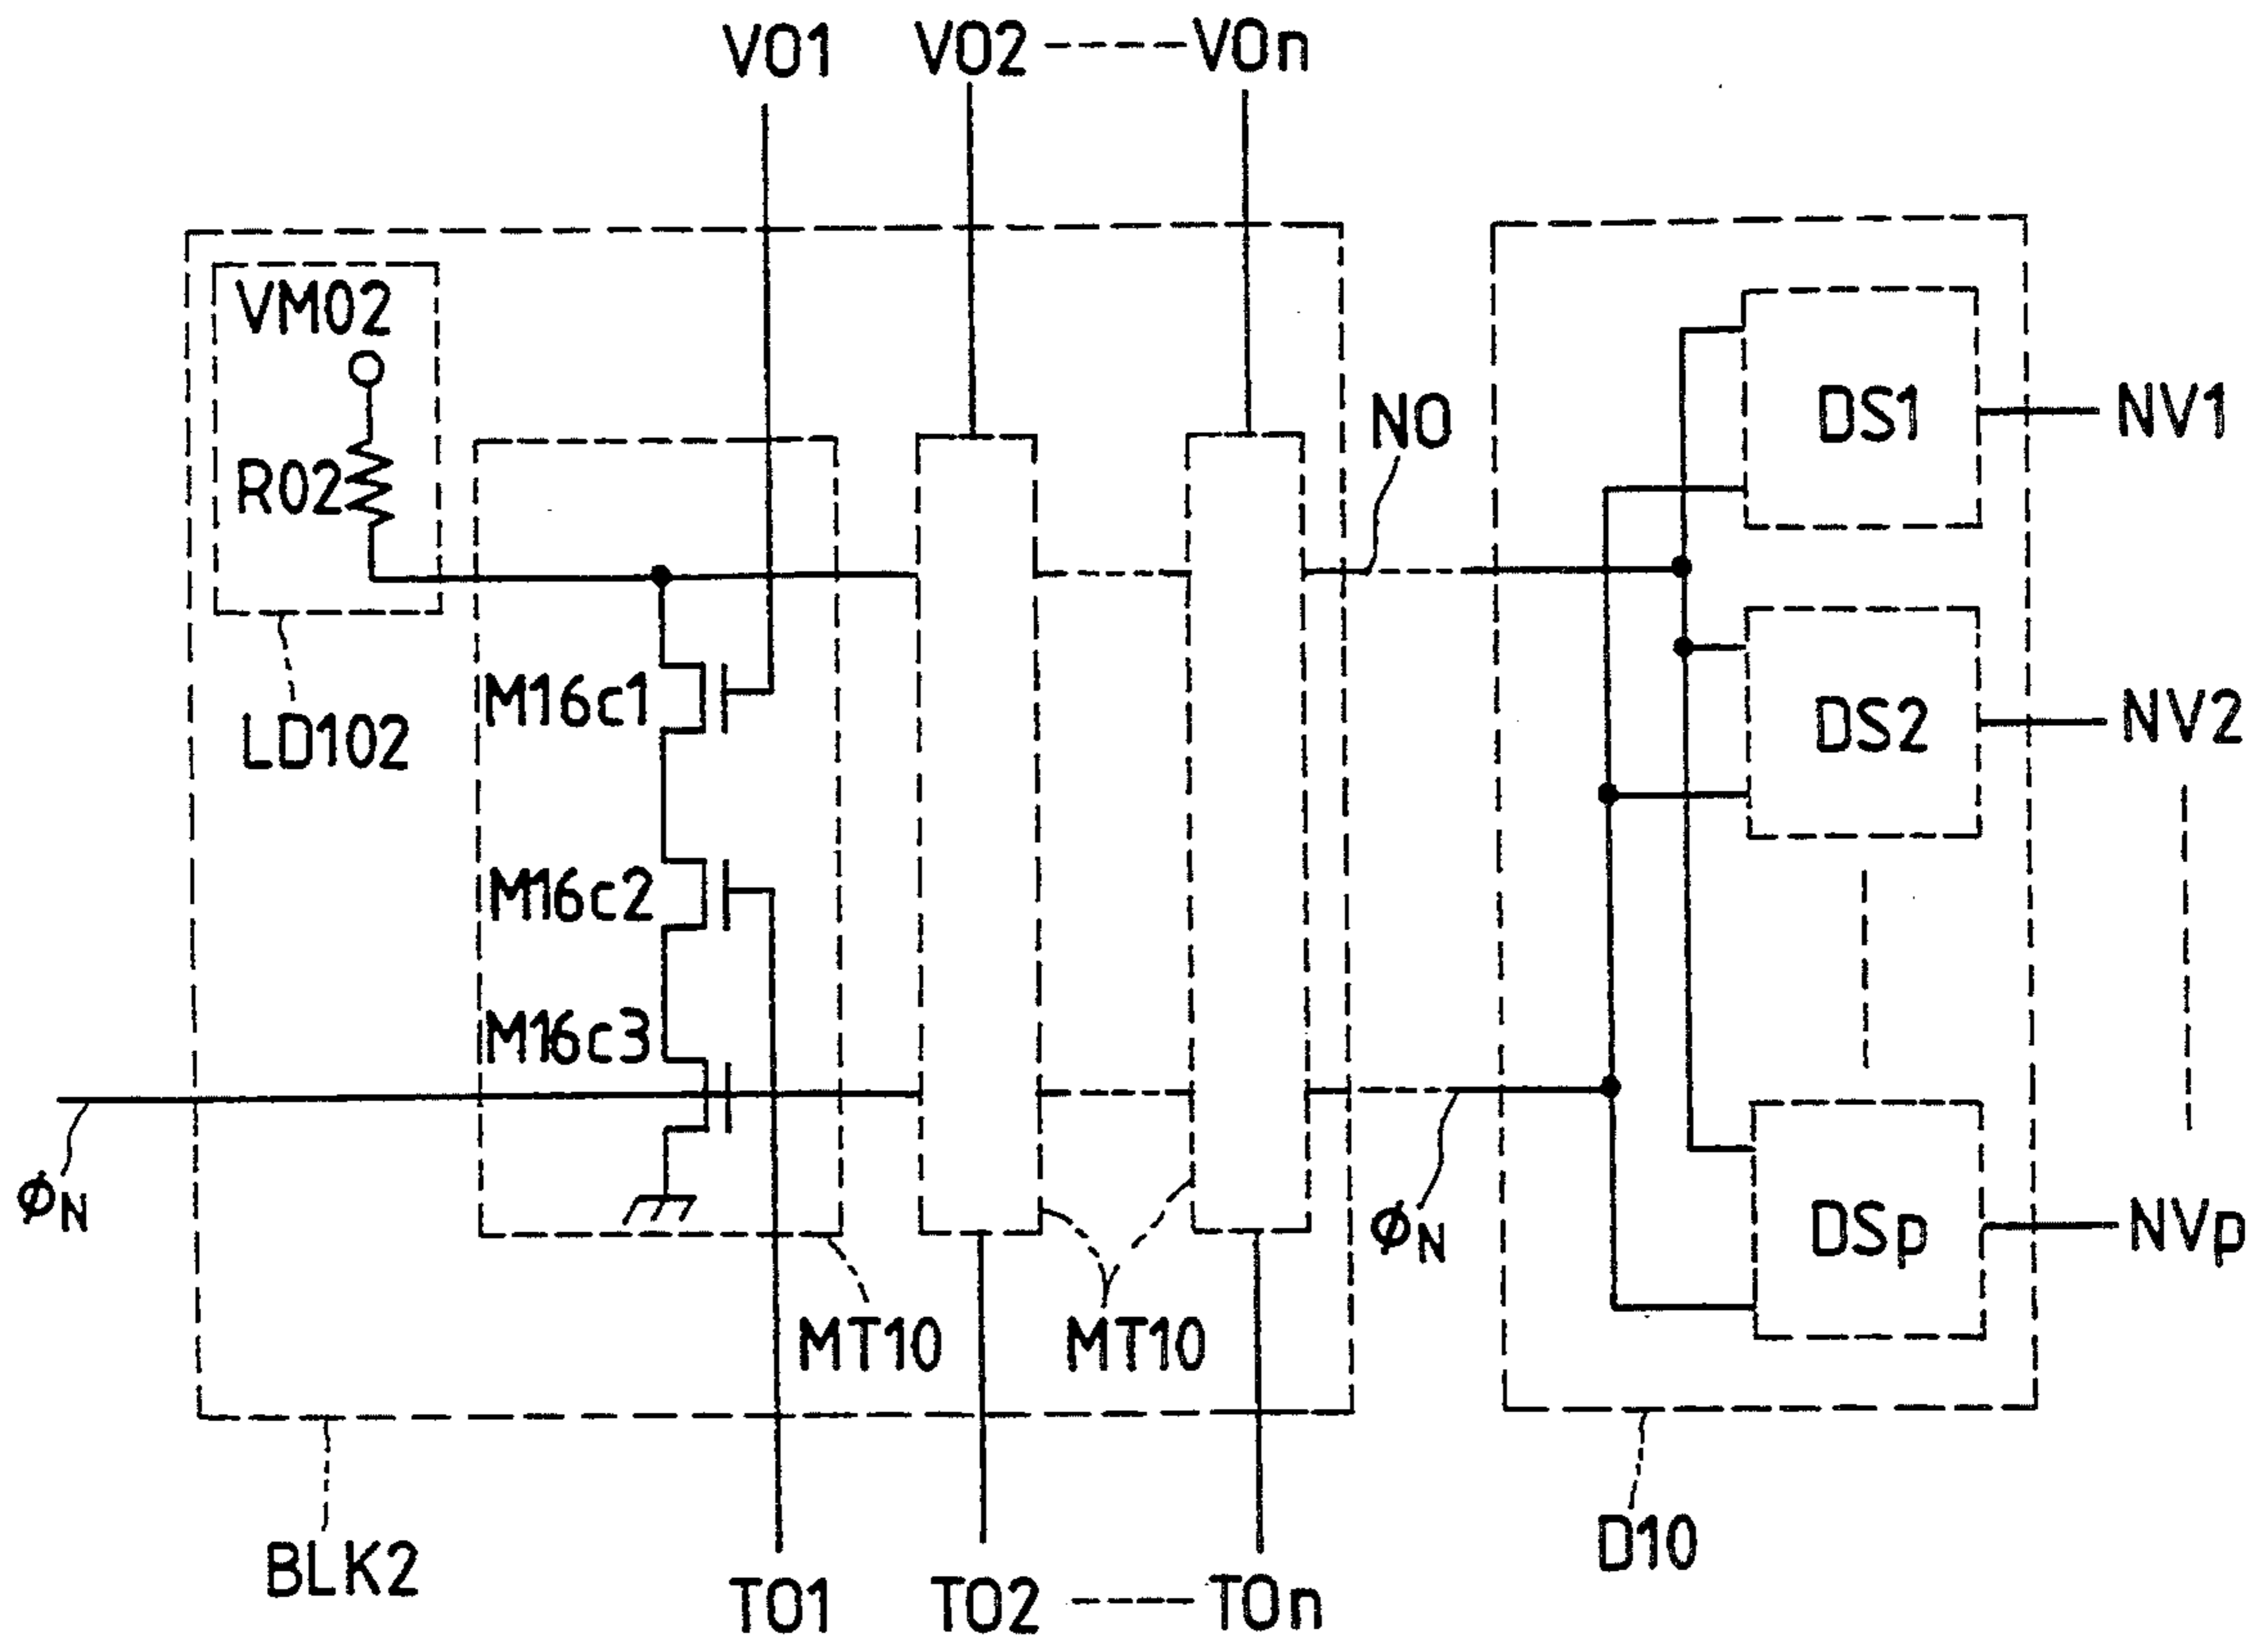 VO1 VO2 VOn
VM02
R02
LD102
NO
DS1 NV1
M16c1
DS2 NV2
M16c2
M16c3
ϕN
ϕN
DSp NVp
MT10 MT10
BLK2
D10
TO1 TO2 TOn